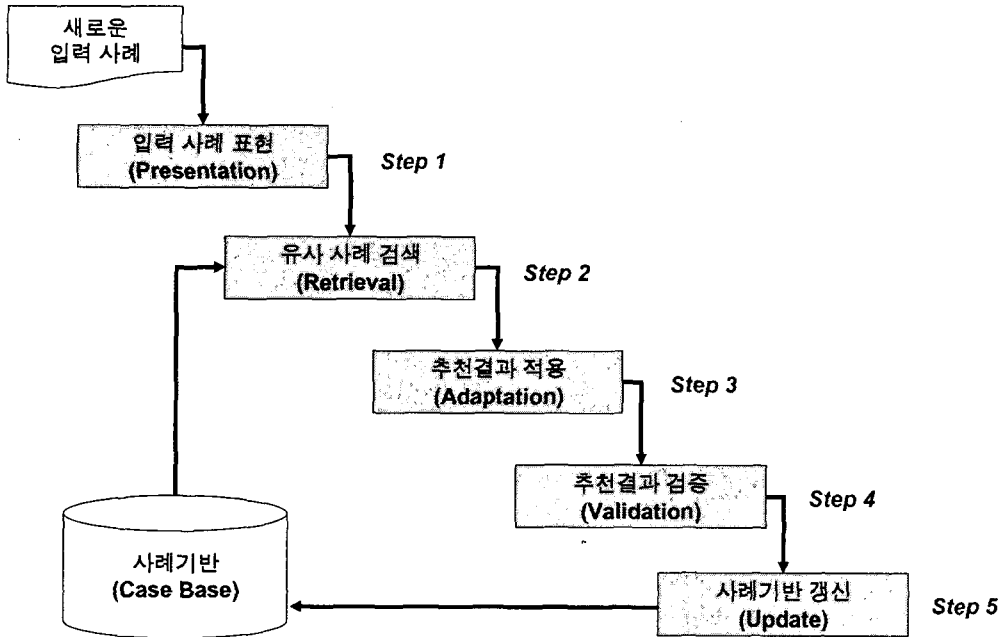 새로운
입력 사례
입력 사례 표현
(Presentation)
Step 1
유사 사례 검색
(Retrieval)
Step 2
추천결과 적용
(Adaptation)
Step 3
추천결과 검증
(Validation)
Step 4
사례기반
(Case Base)
사례기반 갱신
(Update)
Step 5